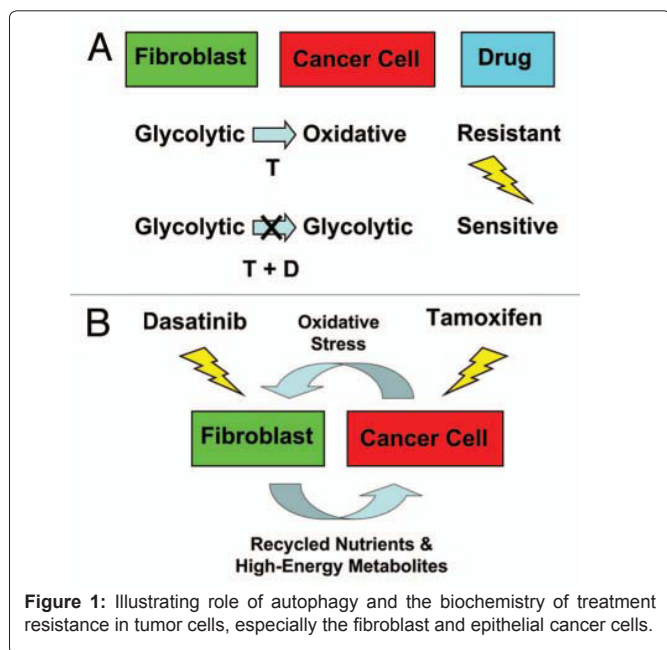 A
Fibroblast Cancer Cell Drug
Glycolytic Oxidative Resistant
T
Glycolytic Glycolytic Sensitive
T + D
B
Dasatinib Oxidative Stress Tamoxifen
Fibroblast Cancer Cell
Recycled Nutrients &
High-Energy Metabolites
Figure 1: Illustrating role of autophagy and the biochemistry of treatment
resistance in tumor cells, especially the fibroblast and epithelial cancer cells.